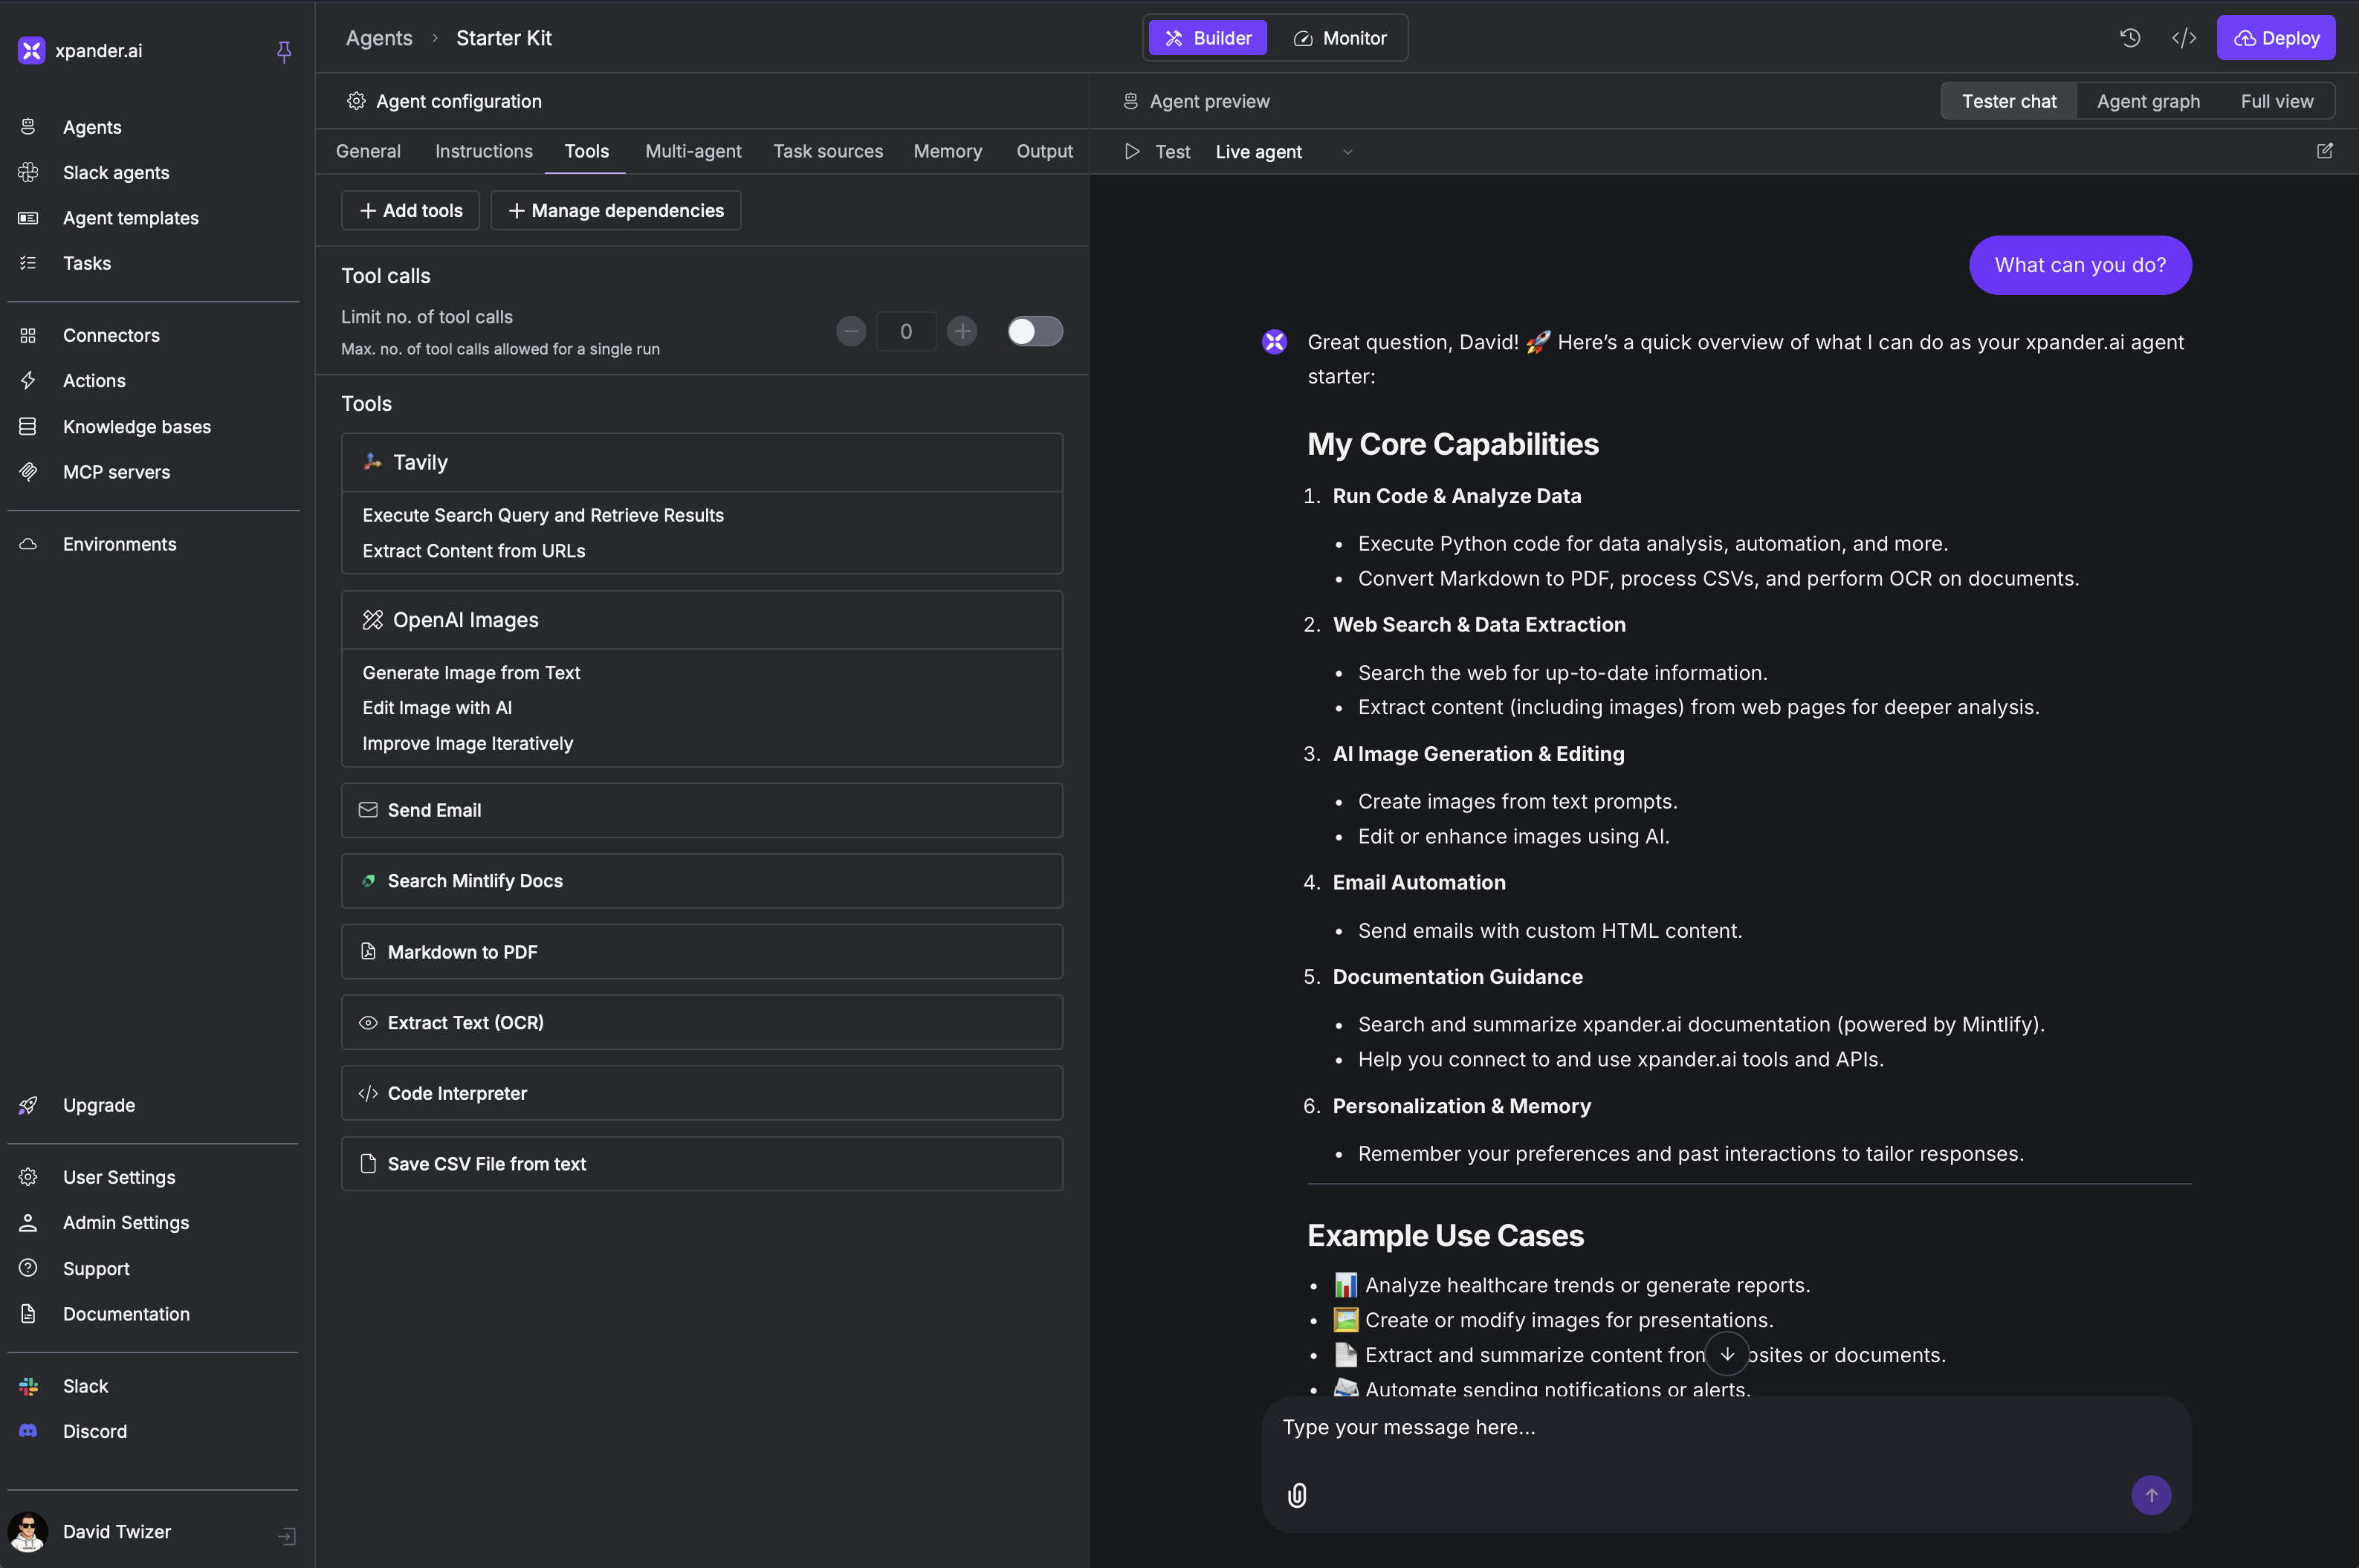 xpander.ai
Agents
Slack agents
Agent templates
Tasks
Connectors
Actions
Knowledge bases
MCP servers
Environments
Upgrade
User Settings
Admin Settings
Support
Documentation
Slack
Discord
David Twizer
Agents > Starter Kit
Builder
Monitor
Deploy
Agent configuration
General Instructions Tools Multi-agent Task sources Memory Output
+ Add tools
+ Manage dependencies
Tool calls
Limit no. of tool calls
Max. no. of tool calls allowed for a single run
0
Tools
Tavily
Execute Search Query and Retrieve Results
Extract Content from URLs
OpenAI Images
Generate Image from Text
Edit Image with AI
Improve Image Iteratively
Send Email
Search Mintlify Docs
Markdown to PDF
Extract Text (OCR)
</> Code Interpreter
Save CSV File from text
Agent preview
Tester chat Agent graph Full view
Test Live agent
What can you do?
Great question, David! 🚀 Here’s a quick overview of what I can do as your xpander.ai agent
starter:
My Core Capabilities
1. Run Code & Analyze Data
• Execute Python code for data analysis, automation, and more.
• Convert Markdown to PDF, process CSVs, and perform OCR on documents.
2. Web Search & Data Extraction
• Search the web for up-to-date information.
• Extract content (including images) from web pages for deeper analysis.
3. AI Image Generation & Editing
• Create images from text prompts.
• Edit or enhance images using AI.
4. Email Automation
• Send emails with custom HTML content.
5. Documentation Guidance
• Search and summarize xpander.ai documentation (powered by Mintlify).
• Help you connect to and use xpander.ai tools and APIs.
6. Personalization & Memory
• Remember your preferences and past interactions to tailor responses.
Example Use Cases
• 📊 Analyze healthcare trends or generate reports.
• 🖼️ Create or modify images for presentations.
• 📄 Extract and summarize content from websites or documents.
• 📨 Automate sending notifications or alerts.
Type your message here...